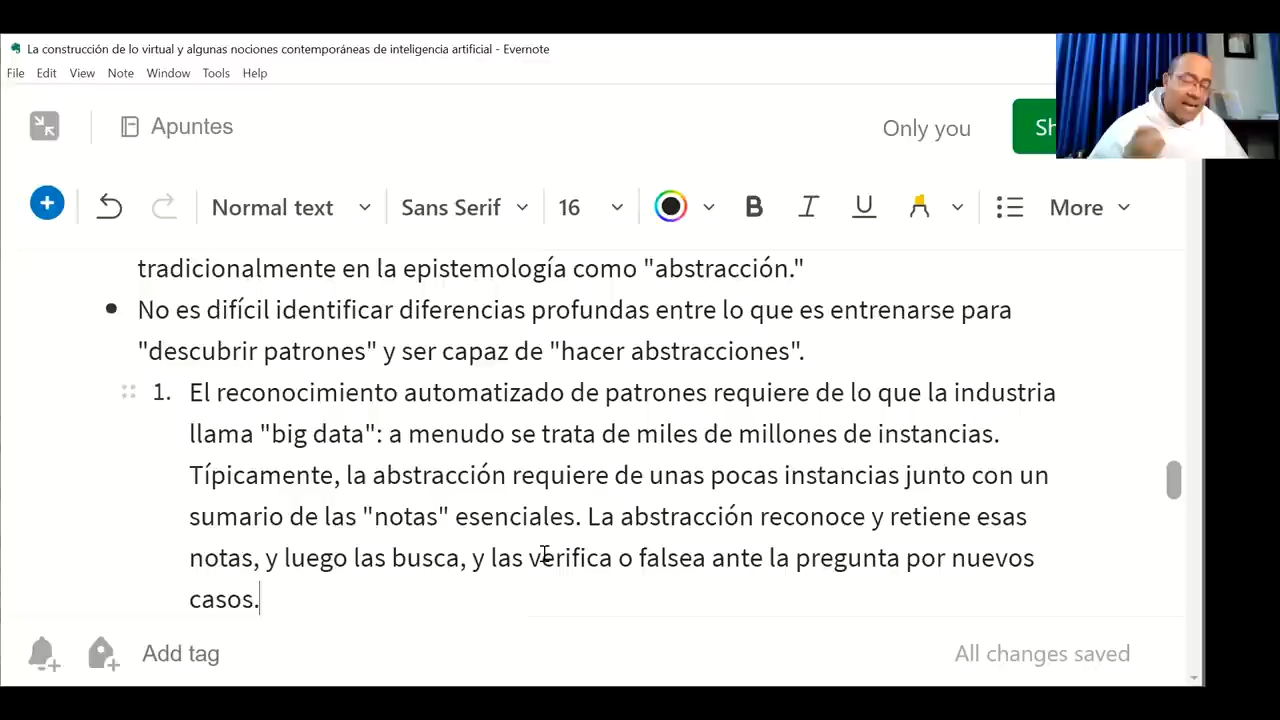 La construcción de lo virtual y algunas nociones contemporáneas de inteligencia artificial - Evernote
File Edit View Note Window Tools Help
Apuntes
Only you
Sh
Normal text
Sans Serif
16
B I U
More
tradicionalmente en la epistemología como "abstracción."
No es difícil identificar diferencias profundas entre lo que es entrenarse para
"descubrir patrones" y ser capaz de "hacer abstracciones".
1. El reconocimiento automatizado de patrones requiere de lo que la industria
llama "big data": a menudo se trata de miles de millones de instancias.
Típicamente, la abstracción requiere de unas pocas instancias junto con un
sumario de las "notas" esenciales. La abstracción reconoce y retiene esas
notas, y luego las busca, y las verifica o falsea ante la pregunta por nuevos
casos.
Add tag
All changes saved